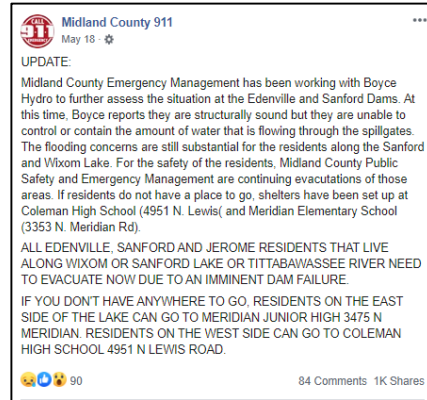 CALL
911
EMERGENCY
Midland County 911
May 18 ·
UPDATE:
Midland County Emergency Management has been working with Boyce
Hydro to further assess the situation at the Edenville and Sanford Dams. At
this time, Boyce reports they are structurally sound but they are unable to
control or contain the amount of water that is flowing through the spillgates.
The flooding concerns are still substantial for the residents along the Sanford
and Wixom Lake. For the safety of the residents, Midland County Public
Safety and Emergency Management are continuing evacutations of those
areas. If residents do not have a place to go, shelters have been set up at
Coleman High School (4951 N. Lewis( and Meridian Elementary School
(3353 N. Meridian Rd).
ALL EDENVILLE, SANFORD AND JEROME RESIDENTS THAT LIVE
ALONG WIXOM OR SANFORD LAKE OR TITTABAWASSEE RIVER NEED
TO EVACUATE NOW DUE TO AN IMMINENT DAM FAILURE.
IF YOU DON'T HAVE ANYWHERE TO GO, RESIDENTS ON THE EAST
SIDE OF THE LAKE CAN GO TO MERIDIAN JUNIOR HIGH 3475 N
MERIDIAN. RESIDENTS ON THE WEST SIDE CAN GO TO COLEMAN
HIGH SCHOOL 4951 N LEWIS ROAD.
90
84 Comments 1K Shares